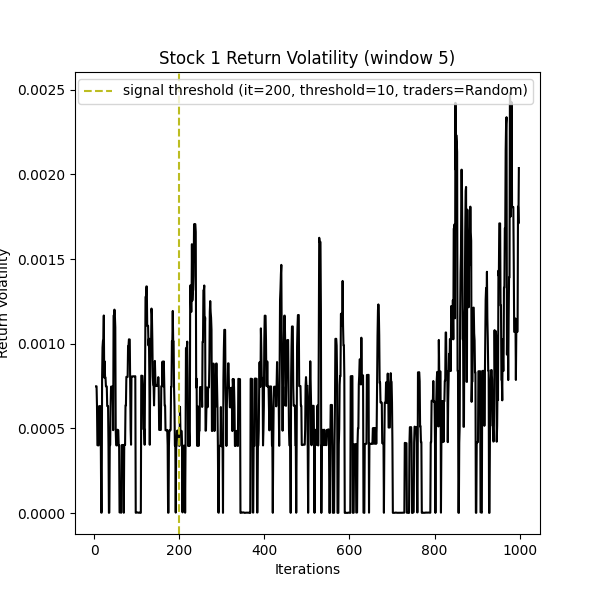 Stock 1 Return Volatility (window 5)
signal threshold (it=200, threshold=10, traders=Random)
Return Volatility
0.0025
0.0020
0.0015
0.0010
0.0005
0.0000
0 200 400 600 800 1000
Iterations